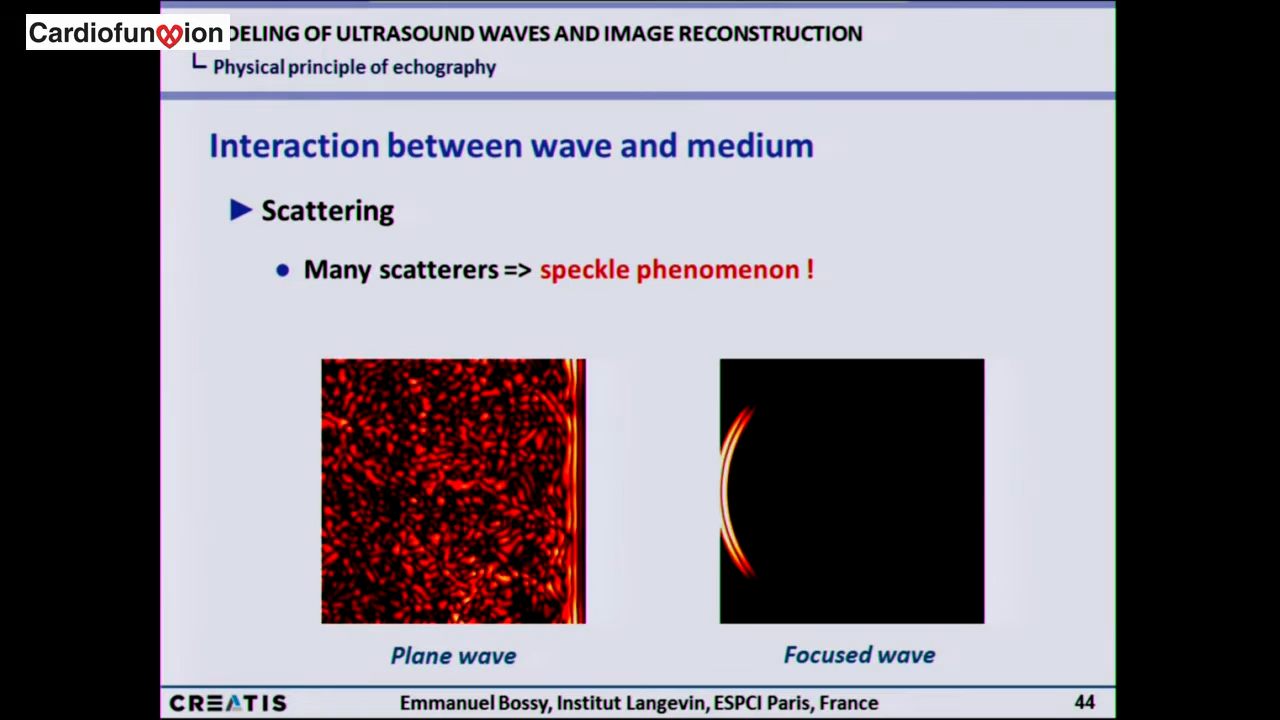 Cardiofunxion
DELING OF ULTRASOUND WAVES AND IMAGE RECONSTRUCTION
Physical principle of echography
Interaction between wave and medium
Scattering
Many scatterers => speckle phenomenon !
Plane wave
Focused wave
CREATIS
Emmanuel Bossy, Institut Langevin, ESPCI Paris, France
44